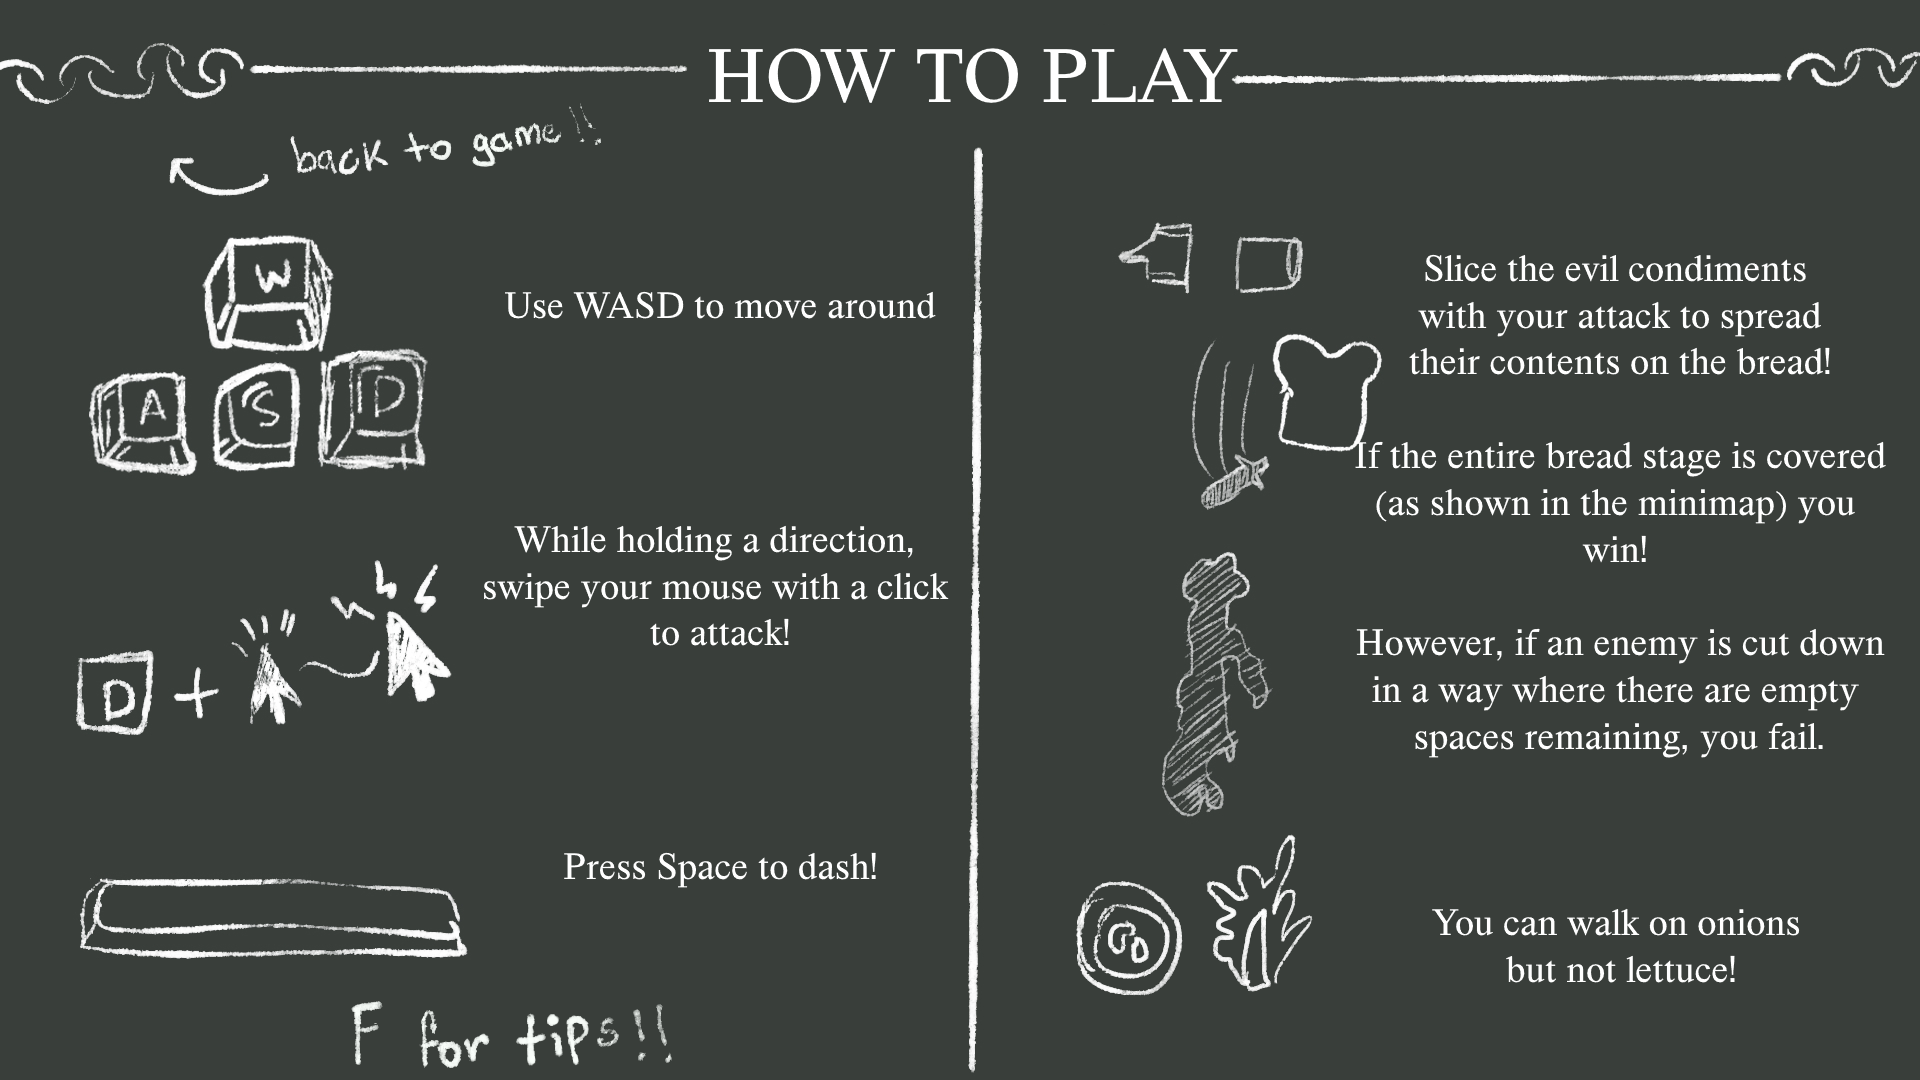 HOW TO PLAY
back to game!!
W
A S D
Use WASD to move around
D +
While holding a direction,
swipe your mouse with a click
to attack!
Press Space to dash!
F for tips!!
Slice the evil condiments
with your attack to spread
their contents on the bread!
If the entire bread stage is covered
(as shown in the minimap) you
win!
However, if an enemy is cut down
in a way where there are empty
spaces remaining, you fail.
You can walk on onions
but not lettuce!